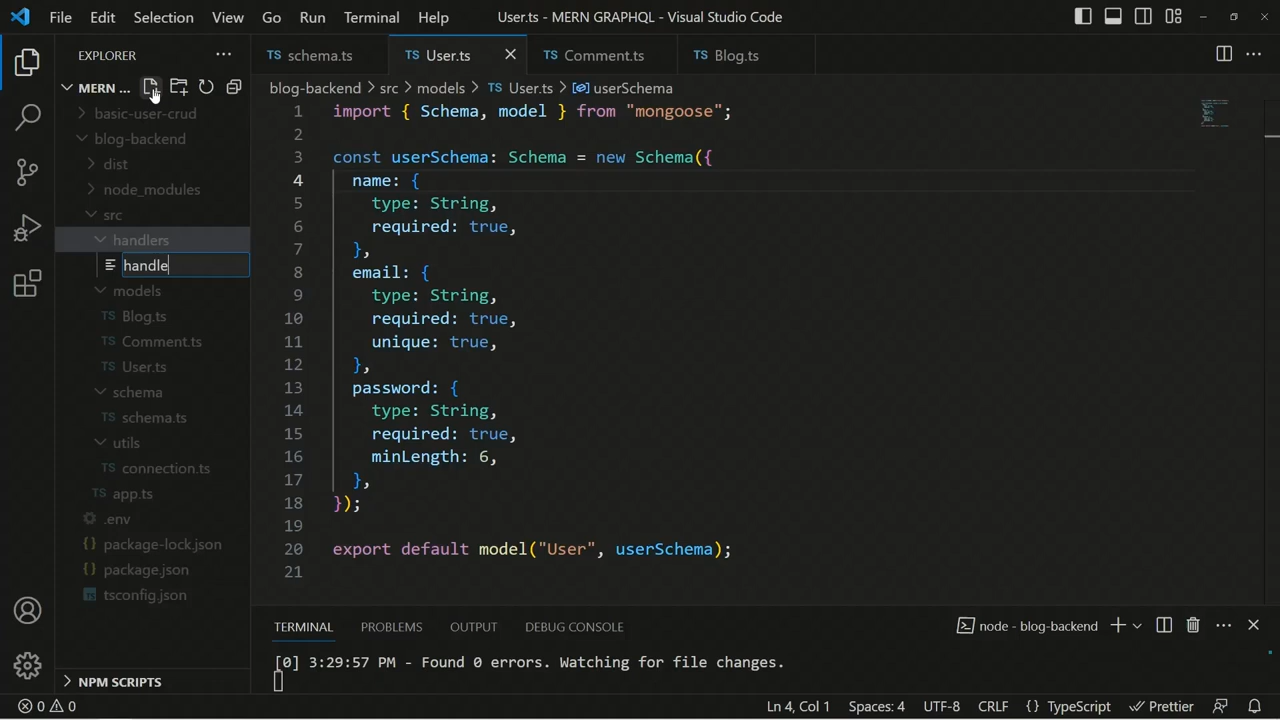 File Edit Selection View Go Run Terminal Help User.ts - MERN GRAPHQL - Visual Studio Code
EXPLORER
MERN ...
basic-user-crud
blog-backend
dist
node_modules
src
handlers
handle
models
Blog.ts
Comment.ts
User.ts
schema
schema.ts
utils
connection.ts
app.ts
.env
package-lock.json
package.json
tsconfig.json
NPM SCRIPTS
schema.ts User.ts Comment.ts Blog.ts
blog-backend > src > models > User.ts > userSchema
1 import { Schema, model } from "mongoose";
2
3 const userSchema: Schema = new Schema({
4 name: {
5 type: String,
6 required: true,
7 },
8 email: {
9 type: String,
10 required: true,
11 unique: true,
12 },
13 password: {
14 type: String,
15 required: true,
16 minLength: 6,
17 },
18 });
19
20 export default model("User", userSchema);
21
TERMINAL PROBLEMS OUTPUT DEBUG CONSOLE node - blog-backend
[0] 3:29:57 PM - Found 0 errors. Watching for file changes.
0 0 Ln 4, Col 1 Spaces: 4 UTF-8 CRLF {} TypeScript Prettier